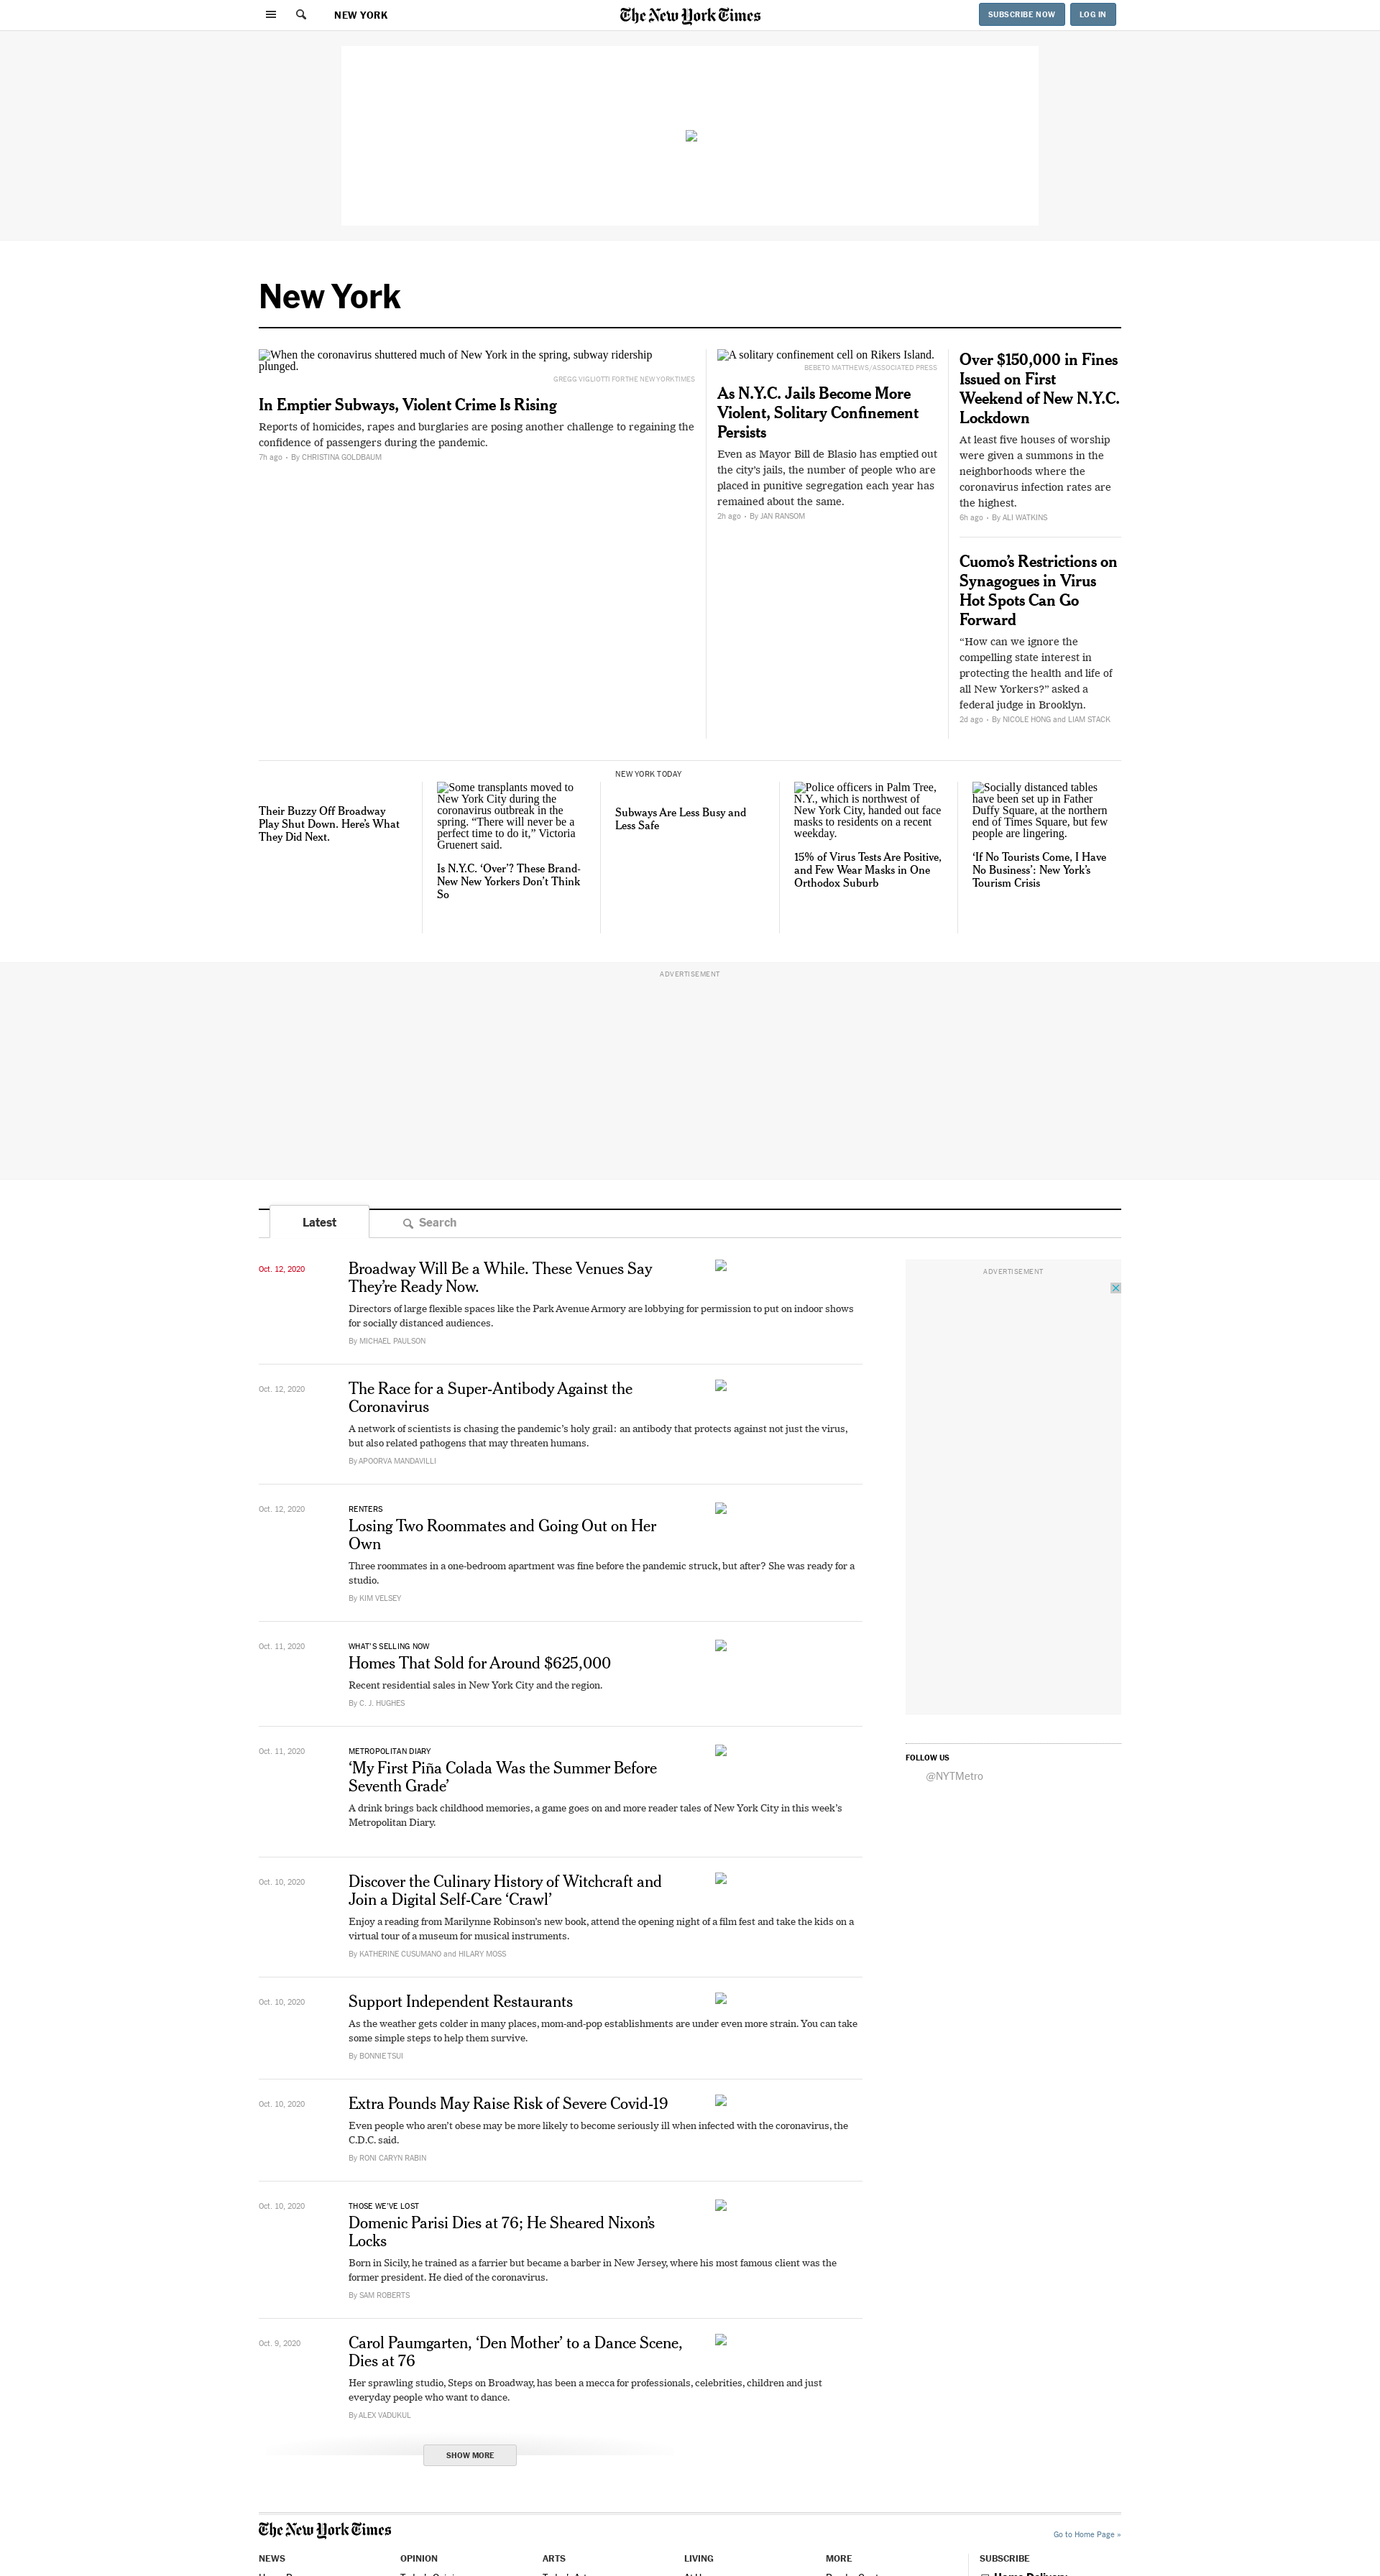 NEW YORK
The New York Times
SUBSCRIBE NOW
LOG IN
New York
When the coronavirus shuttered much of New York in the spring, subway ridership
plunged.
GREGG VIGLIOTTI FOR THE NEW YORK TIMES
In Emptier Subways, Violent Crime Is Rising
Reports of homicides, rapes and burglaries are posing another challenge to regaining the
confidence of passengers during the pandemic.
7h ago • By CHRISTINA GOLDBAUM
A solitary confinement cell on Rikers Island.
BEBETO MATTHEWS/ASSOCIATED PRESS
As N.Y.C. Jails Become More
Violent, Solitary Confinement
Persists
Even as Mayor Bill de Blasio has emptied out
the city’s jails, the number of people who are
placed in punitive segregation each year has
remained about the same.
2h ago • By JAN RANSOM
Over $150,000 in Fines
Issued on First
Weekend of New N.Y.C.
Lockdown
At least five houses of worship
were given a summons in the
neighborhoods where the
coronavirus infection rates are
the highest.
6h ago • By ALI WATKINS
Cuomo’s Restrictions on
Synagogues in Virus
Hot Spots Can Go
Forward
“How can we ignore the
compelling state interest in
protecting the health and life of
all New Yorkers?” asked a
federal judge in Brooklyn.
2d ago • By NICOLE HONG and LIAM STACK
Their Buzzy Off Broadway
Play Shut Down. Here’s What
They Did Next.
Some transplants moved to
New York City during the
coronavirus outbreak in the
spring. “There will never be a
perfect time to do it,” Victoria
Gruenert said.
Is N.Y.C. ‘Over’? These Brand-
New New Yorkers Don’t Think
So
NEW YORK TODAY
Subways Are Less Busy and
Less Safe
Police officers in Palm Tree,
N.Y., which is northwest of
New York City, handed out face
masks to residents on a recent
weekday.
15% of Virus Tests Are Positive,
and Few Wear Masks in One
Orthodox Suburb
Socially distanced tables
have been set up in Father
Duffy Square, at the northern
end of Times Square, but few
people are lingering.
‘If No Tourists Come, I Have
No Business’: New York’s
Tourism Crisis
ADVERTISEMENT
Latest
Search
Oct. 12, 2020
Broadway Will Be a While. These Venues Say
They’re Ready Now.
Directors of large flexible spaces like the Park Avenue Armory are lobbying for permission to put on indoor shows
for socially distanced audiences.
By MICHAEL PAULSON
Oct. 12, 2020
The Race for a Super-Antibody Against the
Coronavirus
A network of scientists is chasing the pandemic’s holy grail: an antibody that protects against not just the virus,
but also related pathogens that may threaten humans.
By APOORVA MANDAVILLI
Oct. 12, 2020
RENTERS
Losing Two Roommates and Going Out on Her
Own
Three roommates in a one-bedroom apartment was fine before the pandemic struck, but after? She was ready for a
studio.
By KIM VELSEY
Oct. 11, 2020
WHAT’S SELLING NOW
Homes That Sold for Around $625,000
Recent residential sales in New York City and the region.
By C. J. HUGHES
Oct. 11, 2020
METROPOLITAN DIARY
‘My First Piña Colada Was the Summer Before
Seventh Grade’
A drink brings back childhood memories, a game goes on and more reader tales of New York City in this week’s
Metropolitan Diary.
Oct. 10, 2020
Discover the Culinary History of Witchcraft and
Join a Digital Self-Care ‘Crawl’
Enjoy a reading from Marilynne Robinson’s new book, attend the opening night of a film fest and take the kids on a
virtual tour of a museum for musical instruments.
By KATHERINE CUSUMANO and HILARY MOSS
Oct. 10, 2020
Support Independent Restaurants
As the weather gets colder in many places, mom-and-pop establishments are under even more strain. You can take
some simple steps to help them survive.
By BONNIE TSUI
Oct. 10, 2020
Extra Pounds May Raise Risk of Severe Covid-19
Even people who aren’t obese may be more likely to become seriously ill when infected with the coronavirus, the
C.D.C. said.
By RONI CARYN RABIN
Oct. 10, 2020
THOSE WE’VE LOST
Domenic Parisi Dies at 76; He Sheared Nixon’s
Locks
Born in Sicily, he trained as a farrier but became a barber in New Jersey, where his most famous client was the
former president. He died of the coronavirus.
By SAM ROBERTS
Oct. 9, 2020
Carol Paumgarten, ‘Den Mother’ to a Dance Scene,
Dies at 76
Her sprawling studio, Steps on Broadway, has been a mecca for professionals, celebrities, children and just
everyday people who want to dance.
By ALEX VADUKUL
SHOW MORE
ADVERTISEMENT
FOLLOW US
@NYTMetro
The New York Times
Go to Home Page »
NEWS
OPINION
ARTS
LIVING
MORE
SUBSCRIBE